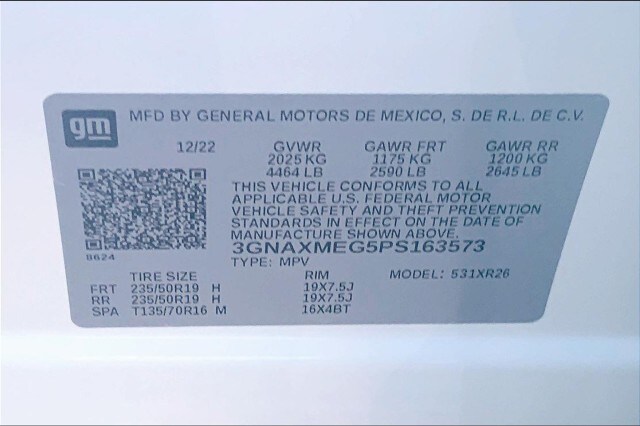 gm MFD BY GENERAL MOTORS DE MEXICO, S. DE R.L. DE C.V.
12/22 GVWR GAWR FRT GAWR RR
2025 KG 1175 KG 1200 KG
4464 LB 2590 LB 2645 LB
THIS VEHICLE CONFORMS TO ALL
APPLICABLE U.S. FEDERAL MOTOR
VEHICLE SAFETY AND THEFT PREVENTION
STANDARDS IN EFFECT ON THE DATE OF
MANUFACTURE SHOWN ABOVE.
3GNAXMEG5PS163573
8624
TYPE: MPV MODEL: 531XR26
TIRE SIZE RIM
FRT 235/50R19 H 19X7.5J
RR 235/50R19 H 19X7.5J
SPA T135/70R16 M 16X4BT